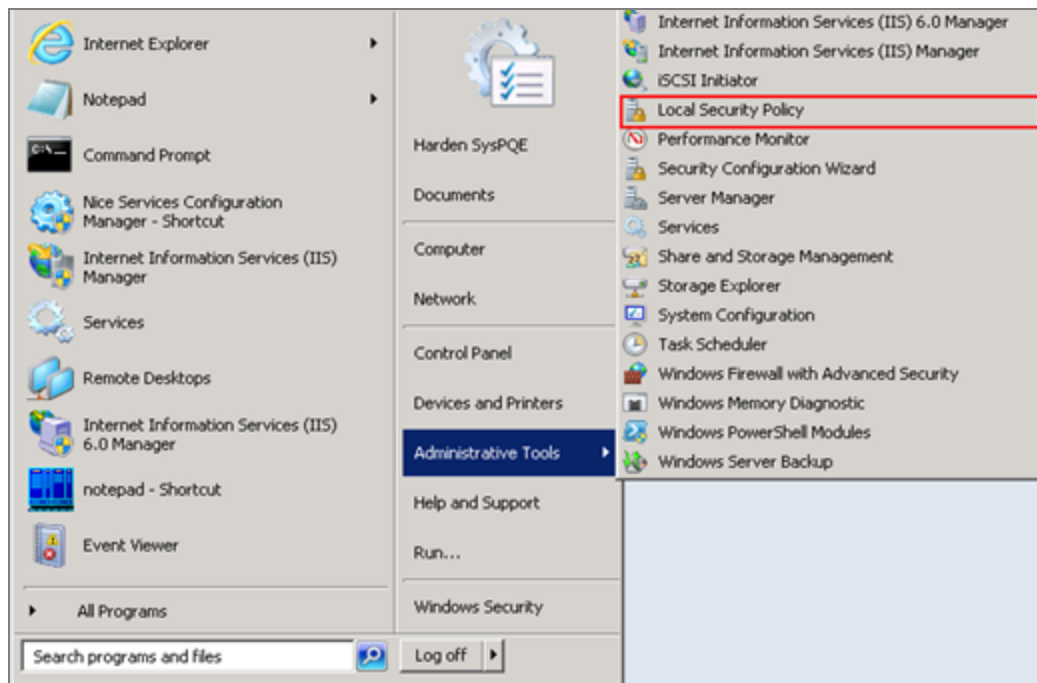 Internet Explorer
Notepad
C:\
Command Prompt
Nice Services Configuration
Manager - Shortcut
Internet Information Services (IIS)
Manager
Services
Remote Desktops
Internet Information Services (IIS)
6.0 Manager
notepad - Shortcut
Event Viewer
All Programs
Search programs and files
Harden SysPQE
Documents
Computer
Network
Control Panel
Devices and Printers
Administrative Tools
Help and Support
Run...
Windows Security
Log off
Internet Information Services (IIS) 6.0 Manager
Internet Information Services (IIS) Manager
iSCSI Initiator
Local Security Policy
Performance Monitor
Security Configuration Wizard
Server Manager
Services
Share and Storage Management
Storage Explorer
System Configuration
Task Scheduler
Windows Firewall with Advanced Security
Windows Memory Diagnostic
Windows PowerShell Modules
Windows Server Backup